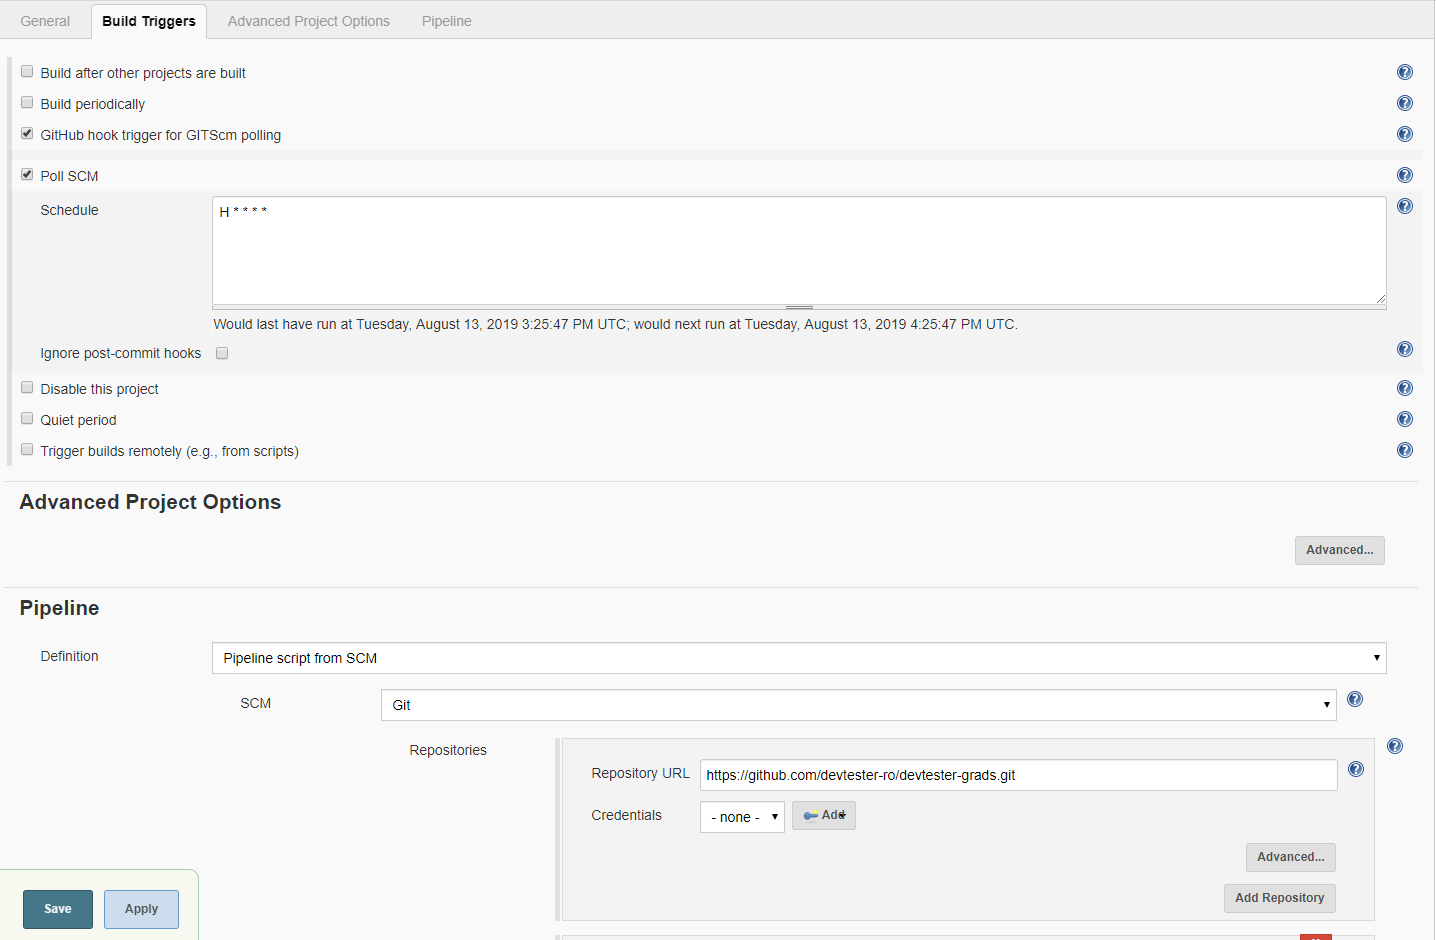 General Build Triggers Advanced Project Options Pipeline
Build after other projects are built
Build periodically
GitHub hook trigger for GITScm polling
Poll SCM
Schedule H * * * *
Would last have run at Tuesday, August 13, 2019 3:25:47 PM UTC; would next run at Tuesday, August 13, 2019 4:25:47 PM UTC.
Ignore post-commit hooks
Disable this project
Quiet period
Trigger builds remotely (e.g., from scripts)
Advanced Project Options
Advanced...
Pipeline
Definition Pipeline script from SCM
SCM Git
Repositories
Repository URL https://github.com/devtester-ro/devtester-grads.git
Credentials - none - Add
Advanced...
Add Repository
Save Apply